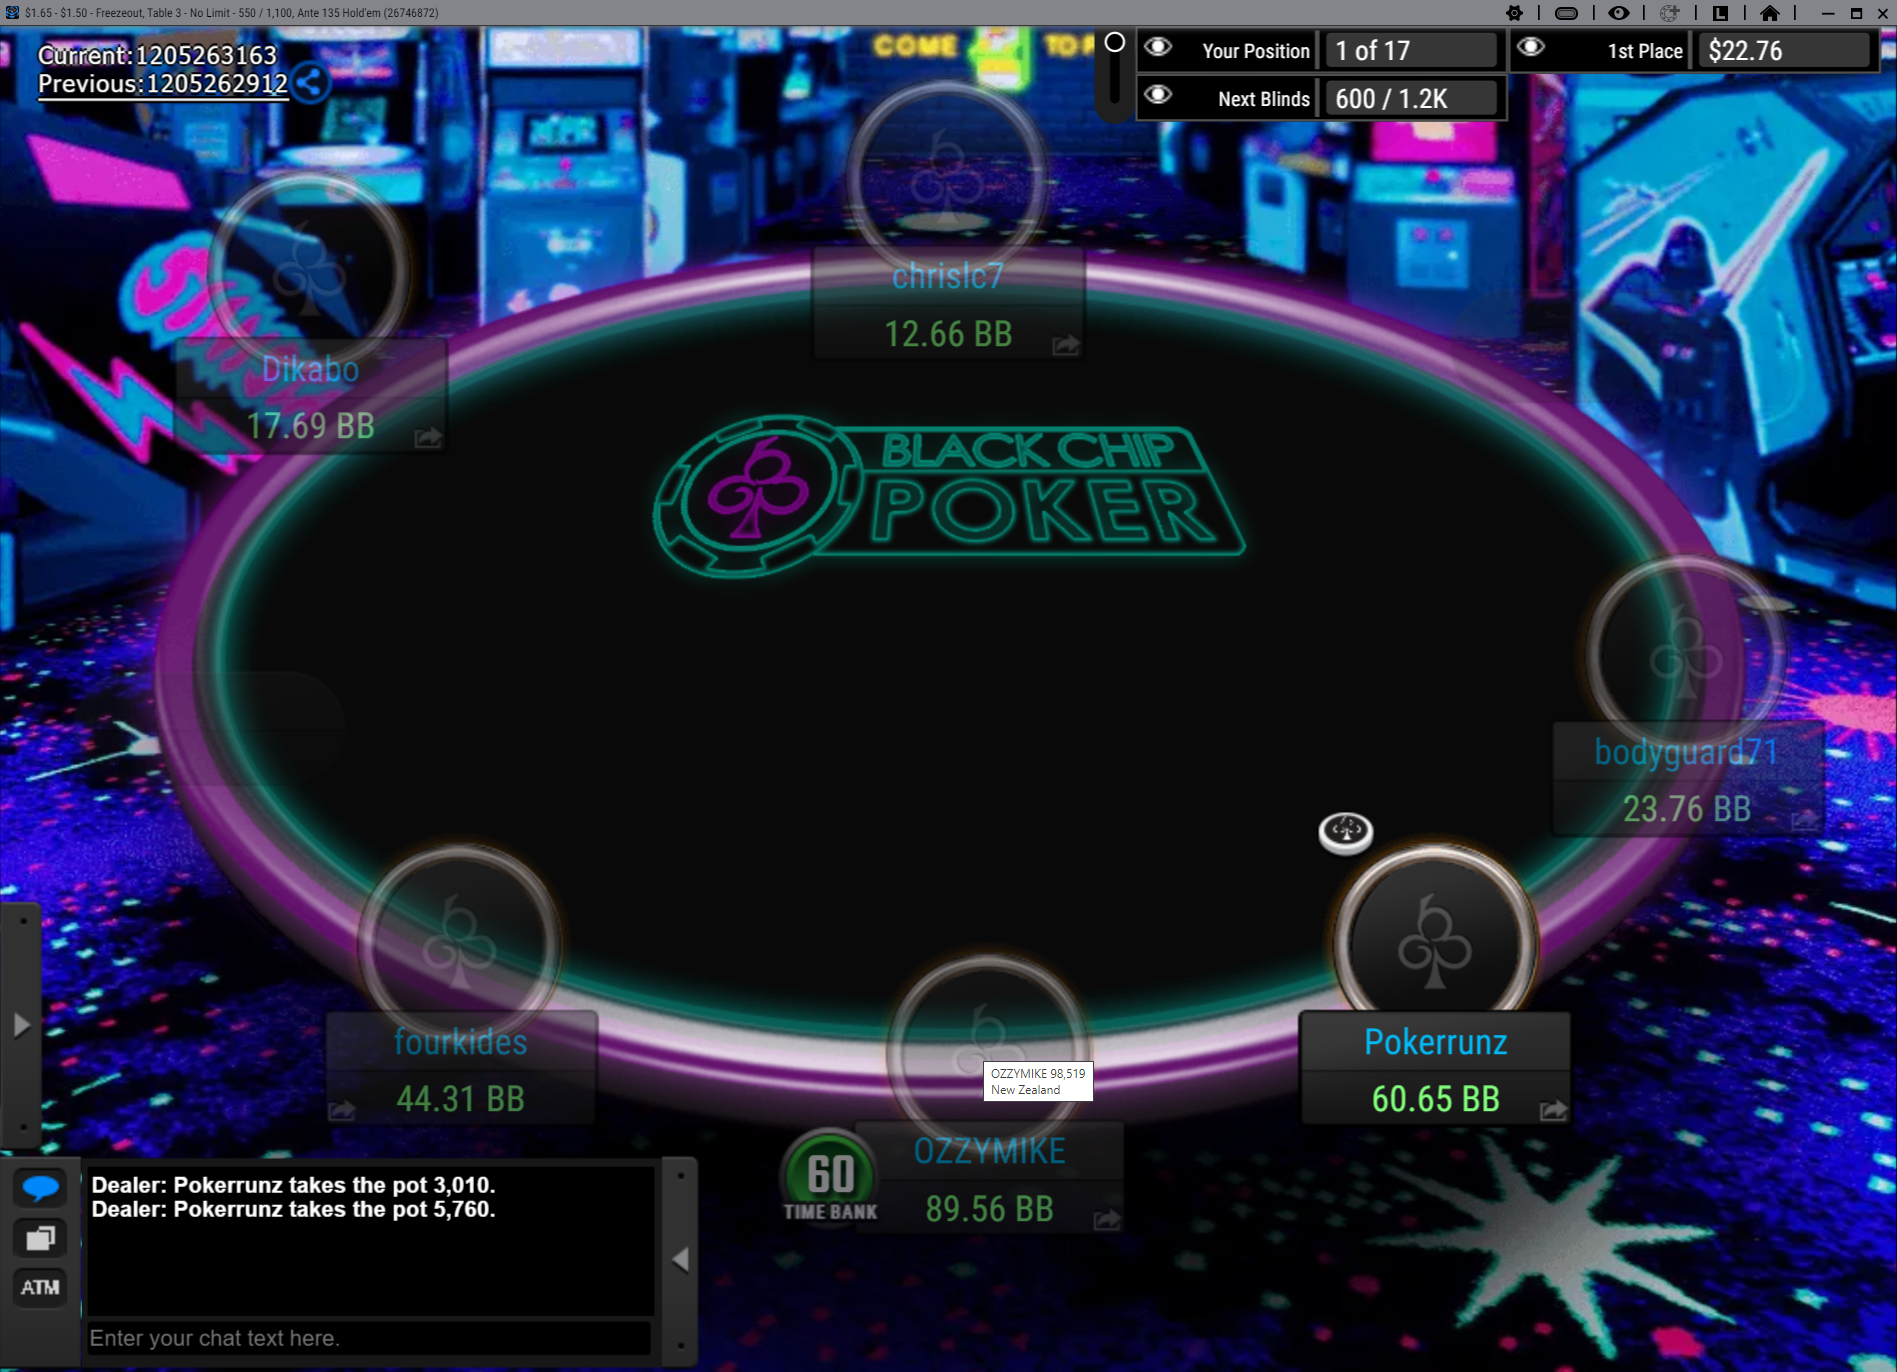 $1.65 - $1.50 - Freezeout, Table 3 - No Limit - 550 / 1,100, Ante 135 Hold'em (26746872)
Current:1205263163
Previous:1205262912
COME
Your Position
1 of 17
1st Place
$22.76
Next Blinds
600 / 1.2K
chrislc7
12.66 BB
Dikabo
17.69 BB
BLACK CHIP
POKER
bodyguard71
23.76 BB
fourkides
44.31 BB
OZZYMIKE 98,519
New Zealand
Pokerrunz
60.65 BB
60
TIME BANK
OZZYMIKE
89.56 BB
Dealer: Pokerrunz takes the pot 3,010.
Dealer: Pokerrunz takes the pot 5,760.
ATM
Enter your chat text here.